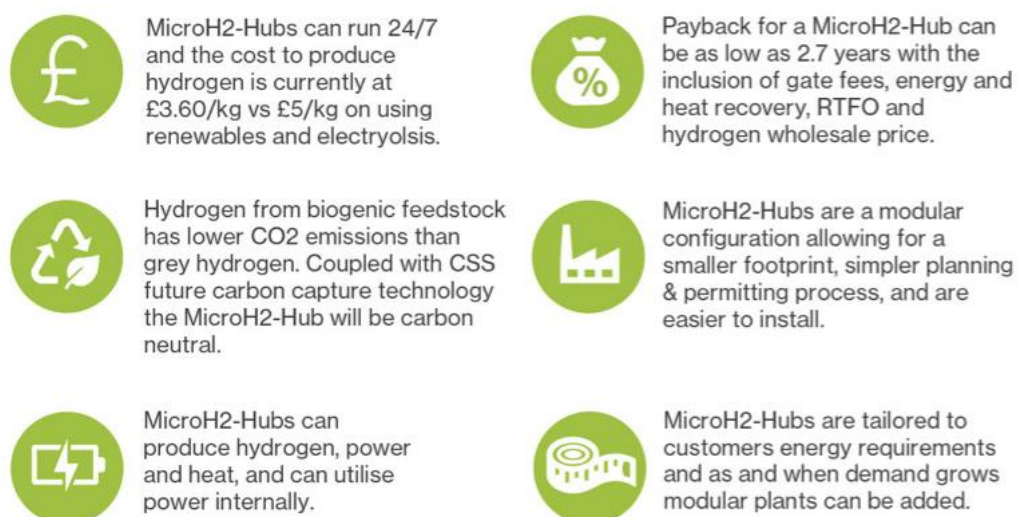 £
MicroH2-Hubs can run 24/7
and the cost to produce
hydrogen is currently at
£3.60/kg vs £5/kg on using
renewables and electryolsis.
%
Payback for a MicroH2-Hub can
be as low as 2.7 years with the
inclusion of gate fees, energy and
heat recovery, RTFO and
hydrogen wholesale price.
Hydrogen from biogenic feedstock
has lower CO2 emissions than
grey hydrogen. Coupled with CSS
future carbon capture technology
the MicroH2-Hub will be carbon
neutral.
MicroH2-Hubs are a modular
configuration allowing for a
smaller footprint, simpler planning
& permitting process, and are
easier to install.
MicroH2-Hubs can
produce hydrogen, power
and heat, and can utilise
power internally.
MicroH2-Hubs are tailored to
customers energy requirements
and as and when demand grows
modular plants can be added.